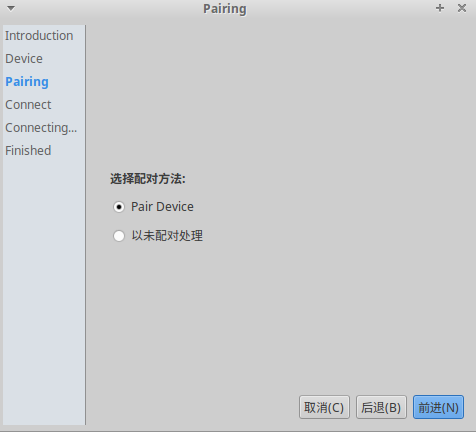 Pairing
Introduction
Device
Pairing
Connect
Connecting...
Finished
选择配对方法:
Pair Device
以未配对处理
取消(C) 后退(B) 前进(N)